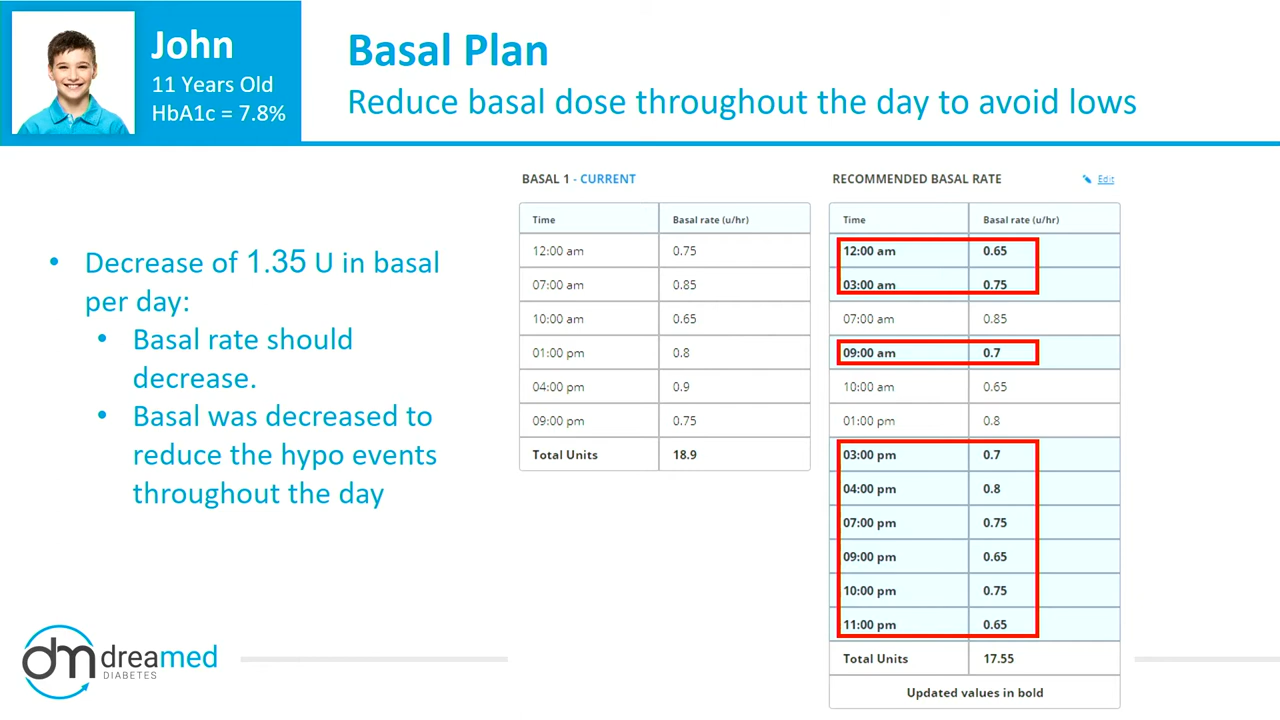 John
11 Years Old
HbA1c = 7.8%
Basal Plan
Reduce basal dose throughout the day to avoid lows
• Decrease of 1.35 U in basal
per day:
• Basal rate should
decrease.
• Basal was decreased to
reduce the hypo events
throughout the day
BASAL 1 - CURRENT
Time Basal rate (u/hr)
12:00 am 0.75
07:00 am 0.85
10:00 am 0.65
01:00 pm 0.8
04:00 pm 0.9
09:00 pm 0.75
Total Units 18.9
RECOMMENDED BASAL RATE Edit
Time Basal rate (u/hr)
12:00 am 0.65
03:00 am 0.75
07:00 am 0.85
09:00 am 0.7
10:00 am 0.65
01:00 pm 0.8
03:00 pm 0.7
04:00 pm 0.8
07:00 pm 0.75
09:00 pm 0.65
10:00 pm 0.75
11:00 pm 0.65
Total Units 17.55
Updated values in bold
dm dreamed
DIABETES